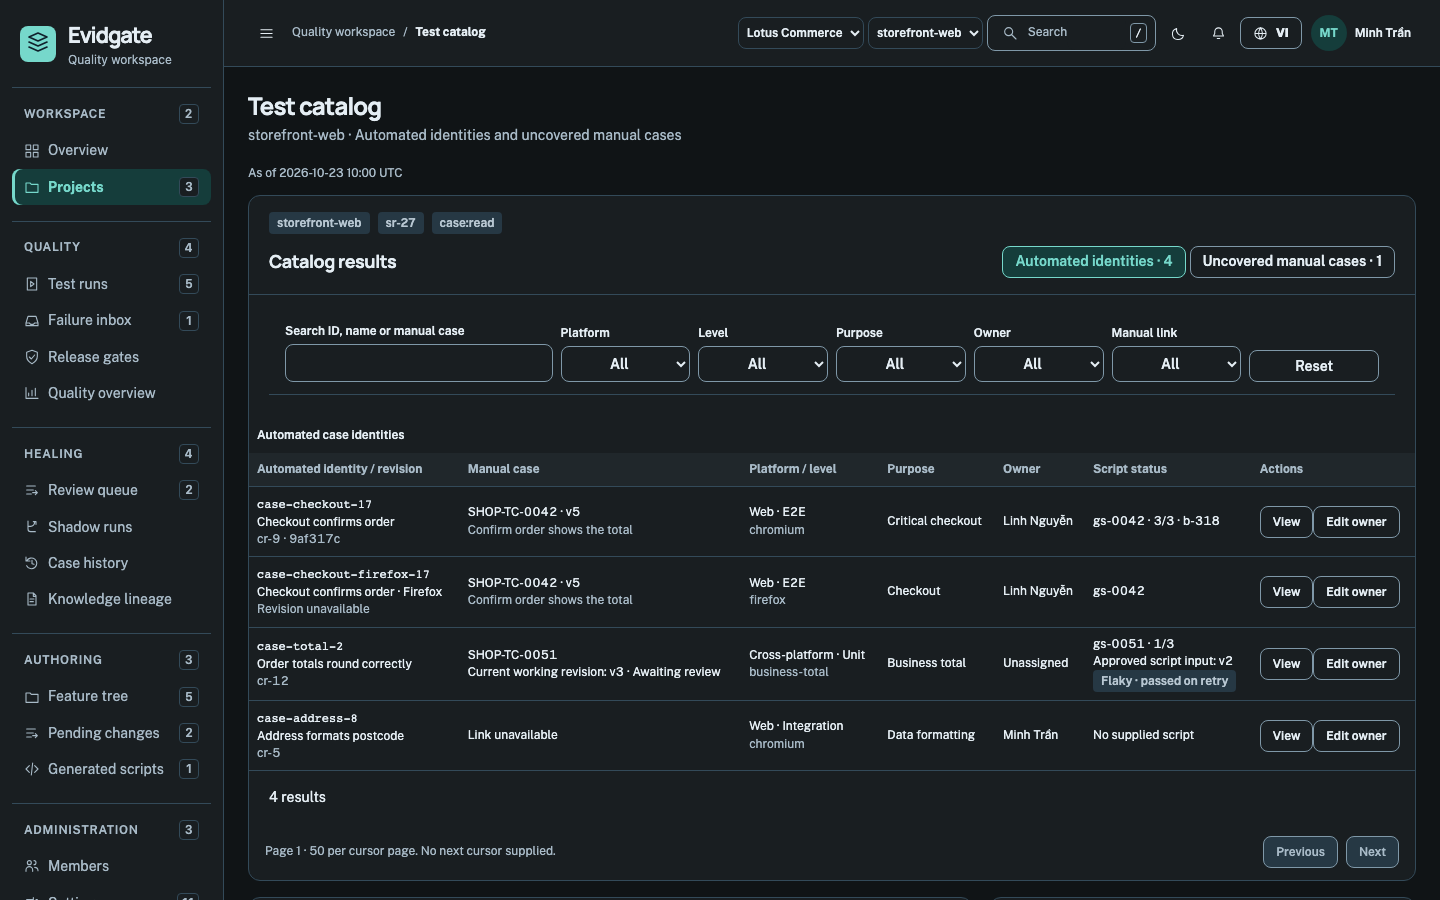 Evidgate
Quality workspace
WORKSPACE 2
Overview
Projects 3
QUALITY 4
Test runs 5
Failure inbox 1
Release gates
Quality overview
HEALING 4
Review queue 2
Shadow runs
Case history
Knowledge lineage
AUTHORING 3
Feature tree 5
Pending changes 2
Generated scripts 1
ADMINISTRATION 3
Members
Quality workspace / Test catalog
Lotus Commerce
storefront-web
Search /
VI
MT Minh Trần
Test catalog
storefront-web · Automated identities and uncovered manual cases
As of 2026-10-23 10:00 UTC
storefront-web sr-27 case:read
Catalog results
Automated identities · 4 Uncovered manual cases · 1
Search ID, name or manual case Platform Level Purpose Owner Manual link
All All All All All Reset
Automated case identities
Automated identity / revision Manual case Platform / level Purpose Owner Script status Actions
case-checkout-17
Checkout confirms order
cr-9 · 9af317c
SHOP-TC-0042 · v5
Confirm order shows the total
Web · E2E
chromium
Critical checkout
Linh Nguyễn
gs-0042 · 3/3 · b-318
View Edit owner
case-checkout-firefox-17
Checkout confirms order · Firefox
Revision unavailable
SHOP-TC-0042 · v5
Confirm order shows the total
Web · E2E
firefox
Checkout
Linh Nguyễn
gs-0042
View Edit owner
case-total-2
Order totals round correctly
cr-12
SHOP-TC-0051
Current working revision: v3 · Awaiting review
Cross-platform · Unit
business-total
Business total
Unassigned
gs-0051 · 1/3
Approved script input: v2
Flaky · passed on retry
View Edit owner
case-address-8
Address formats postcode
cr-5
Link unavailable
Web · Integration
chromium
Data formatting
Minh Trần
No supplied script
View Edit owner
4 results
Page 1 · 50 per cursor page. No next cursor supplied.
Previous Next